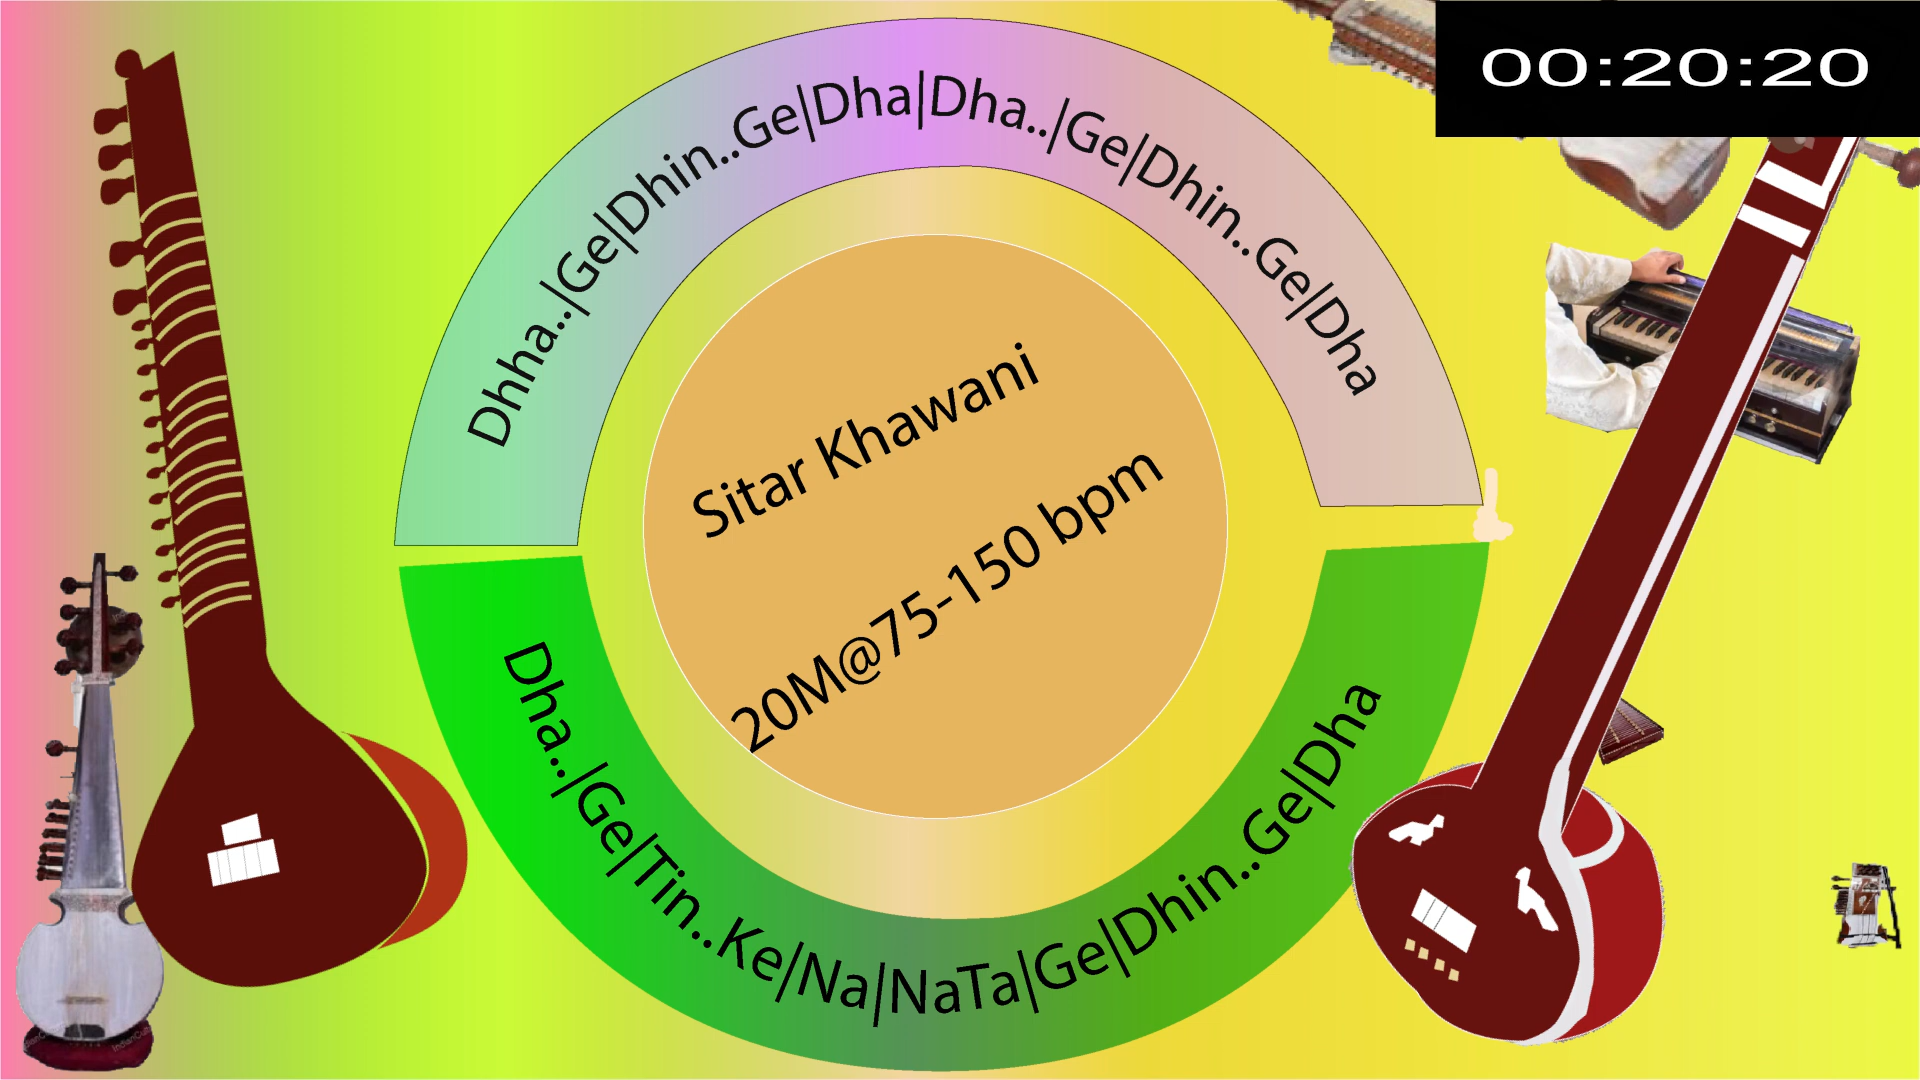 00:20:20
Dhha..|Ge|Dhin..Ge|Dha|Dha..|Ge|Dhin..Ge|Dha
Sitar Khawani
20M@75-150 bpm
Dha..|Ge|Tin..Ke|Na|NaTa|Ge|Dhin..Ge|Dha